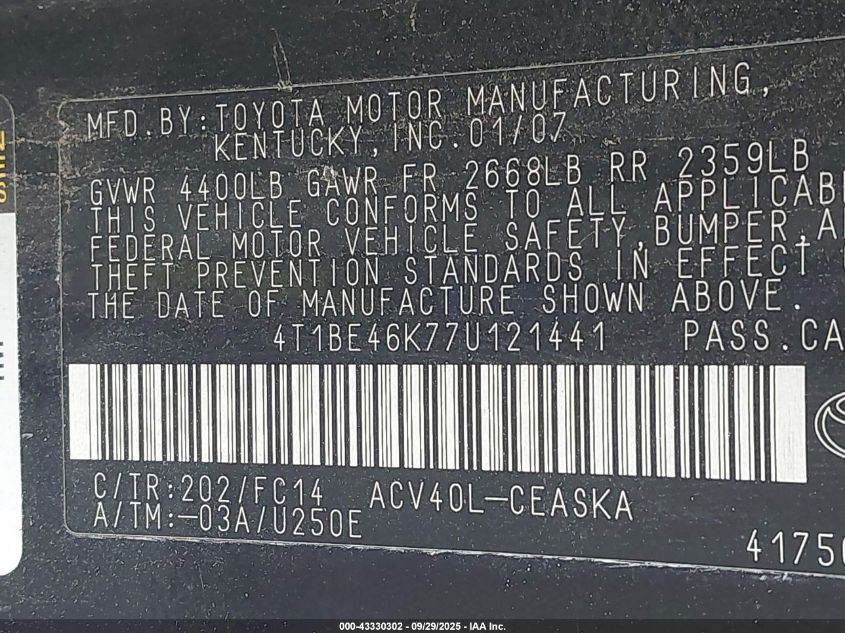 MFD.BY:TOYOTA MOTOR MANUFACTURING,
KENTUCKY,INC.01/07
GVWR 4400LB GAWR FR 2668LB RR 2359LB
THIS VEHICLE CONFORMS TO ALL APPLICABL
FEDERAL MOTOR VEHICLE SAFETY,BUMPER,A
THEFT PREVENTION STANDARDS IN EFFECT
THE DATE OF MANUFACTURE SHOWN ABOVE.
4T1BE46K77U121441 PASS.CA
C/TR:202/FC14 ACV40L-CEASKA
A/TM:-03A/U250E
4175
000-43330302 - 09/29/2025 - IAA Inc.